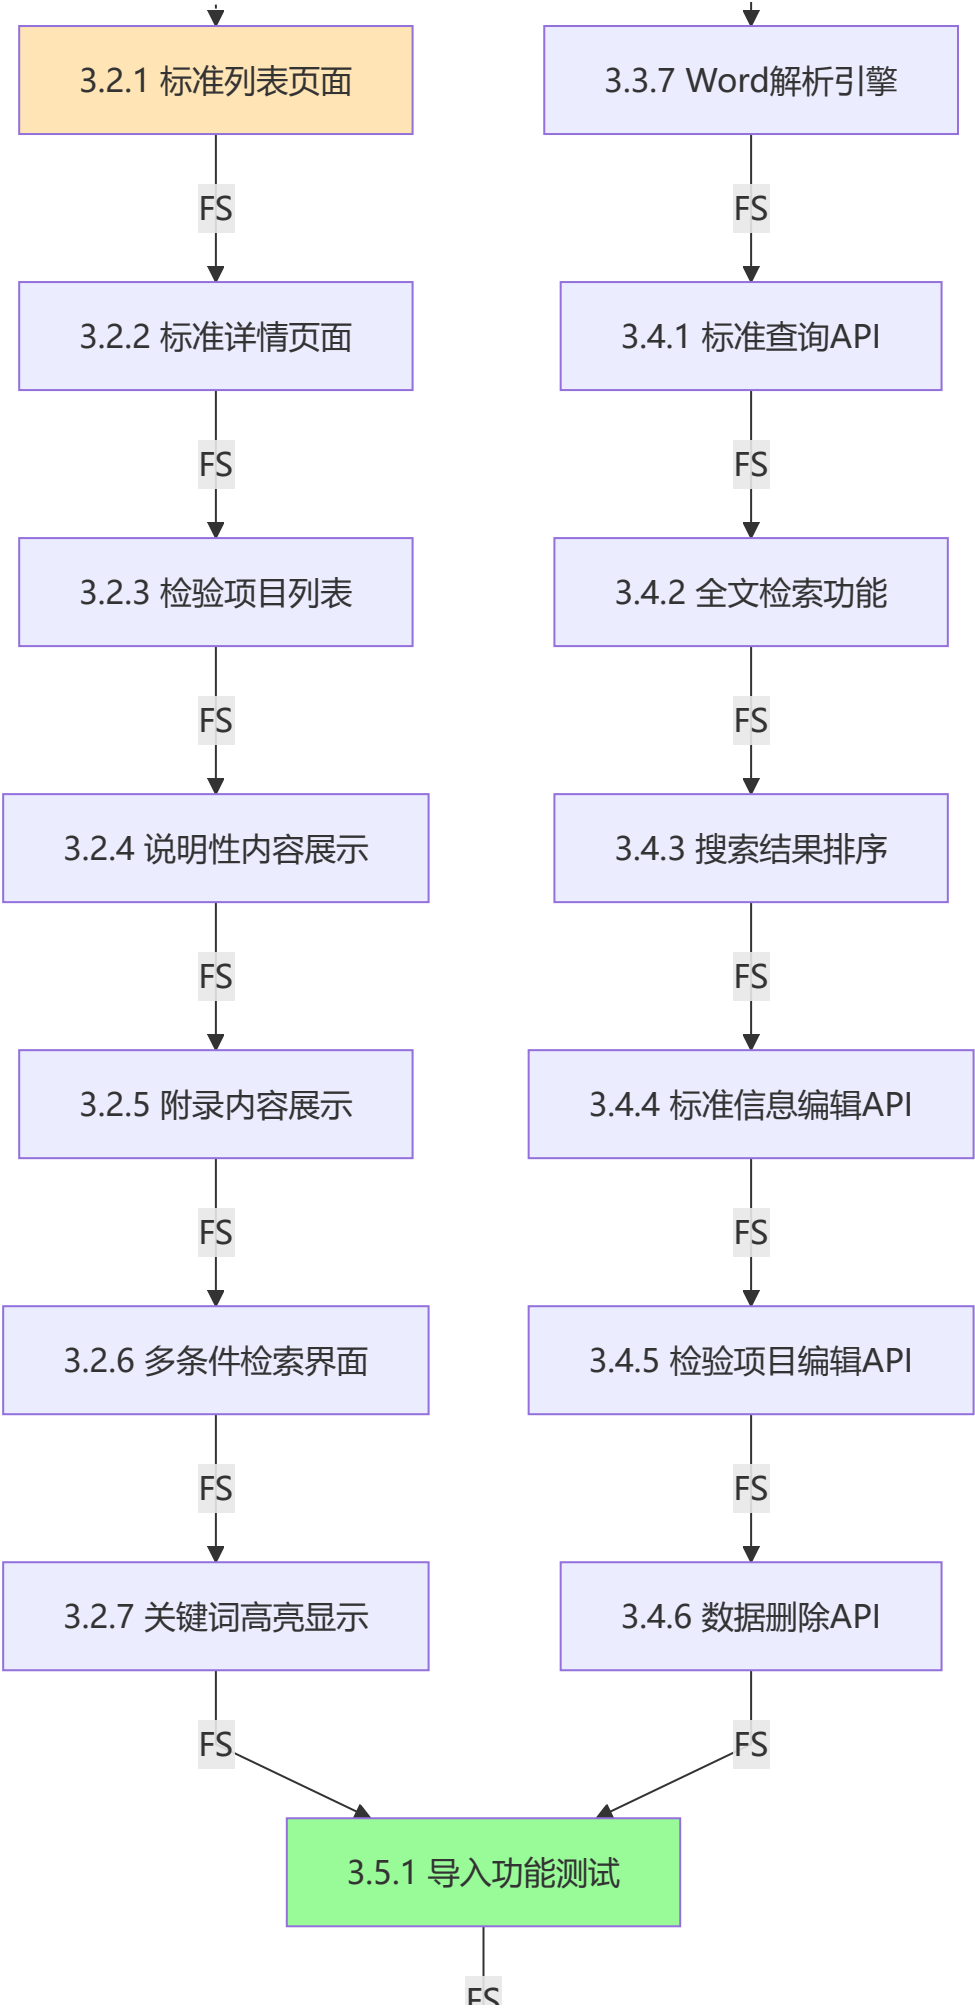 3.2.1 标准列表页面
FS
3.2.2 标准详情页面
FS
3.2.3 检验项目列表
FS
3.2.4 说明性内容展示
FS
3.2.5 附录内容展示
FS
3.2.6 多条件检索界面
FS
3.2.7 关键词高亮显示
FS
3.3.7 Word解析引擎
FS
3.4.1 标准查询API
FS
3.4.2 全文检索功能
FS
3.4.3 搜索结果排序
FS
3.4.4 标准信息编辑API
FS
3.4.5 检验项目编辑API
FS
3.4.6 数据删除API
FS
3.5.1 导入功能测试
FS